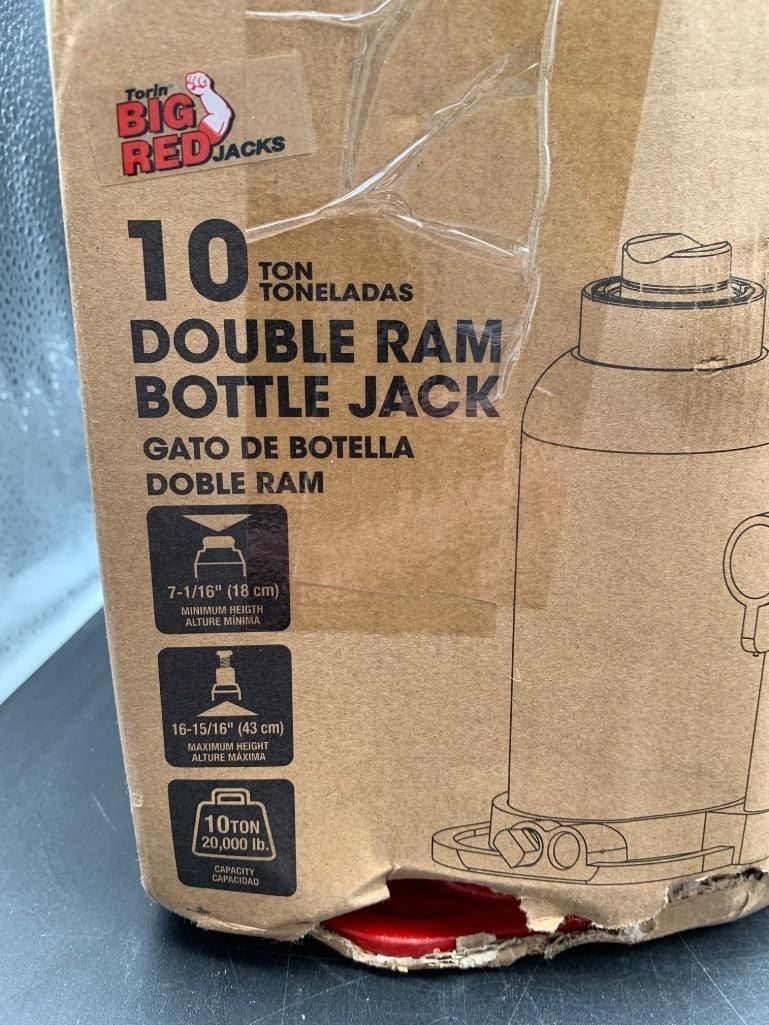 Torin
BIG
RED JACKS
10 TON
TONELADAS
DOUBLE RAM
BOTTLE JACK
GATO DE BOTELLA
DOBLE RAM
7-1/16" (18 cm)
MINIMUM HEIGTH
ALTURE MÍNIMA
16-15/16" (43 cm)
MAXIMUM HEIGHT
ALTURE MÁXIMA
10 TON
20,000 lb.
CAPACITY
CAPACIDAD